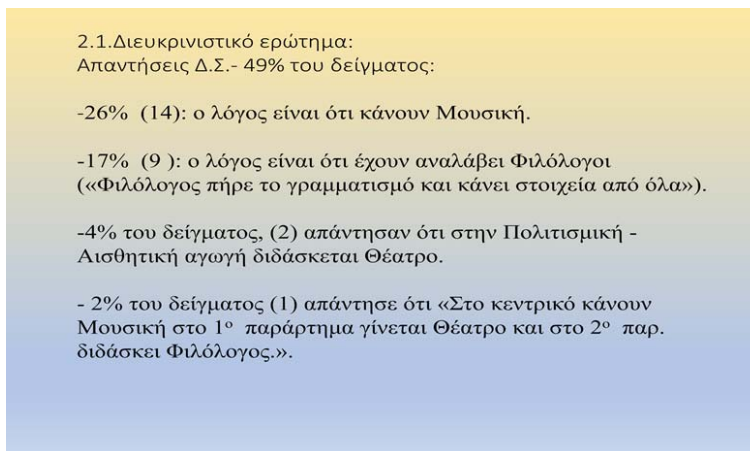 2.1.Διευκρινιστικό ερώτημα:
Απαντήσεις Δ.Σ.- 49% του δείγματος:
-26%  (14): ο λόγος είναι ότι κάνουν Μουσική.
-17%  (9 ): ο λόγος είναι ότι έχουν αναλάβει Φιλόλογοι
(«Φιλόλογος πήρε το γραμματισμό και κάνει στοιχεία από όλα»).
-4% του δείγματος, (2) απάντησαν ότι στην Πολιτισμική -
Αισθητική αγωγή διδάσκεται Θέατρο.
- 2% του δείγματος (1) απάντησε ότι «Στο κεντρικό κάνουν
Μουσική στο 1ο  παράρτημα γίνεται Θέατρο και στο 2ο  παρ.
διδάσκει Φιλόλογος.».